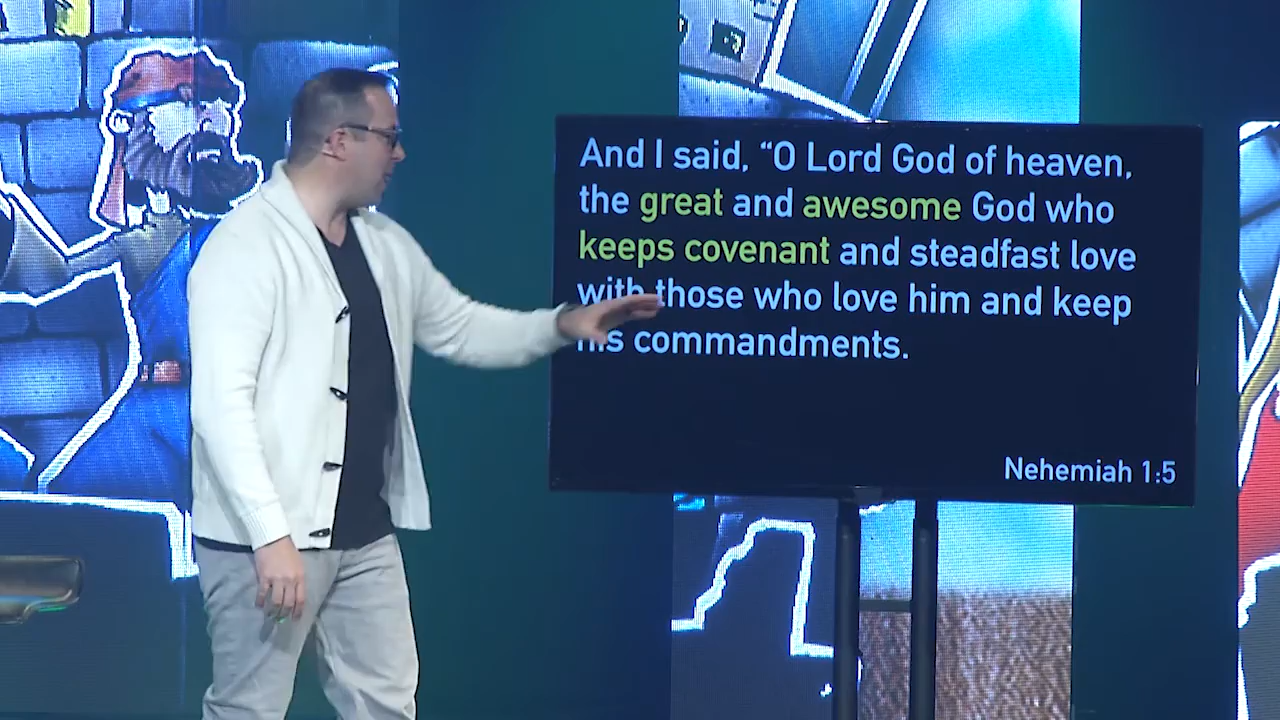 And I said, “O Lord God of heaven,
the great and awesome God who
keeps covenant and steadfast love
with those who love him and keep
his commandments.
Nehemiah 1:5